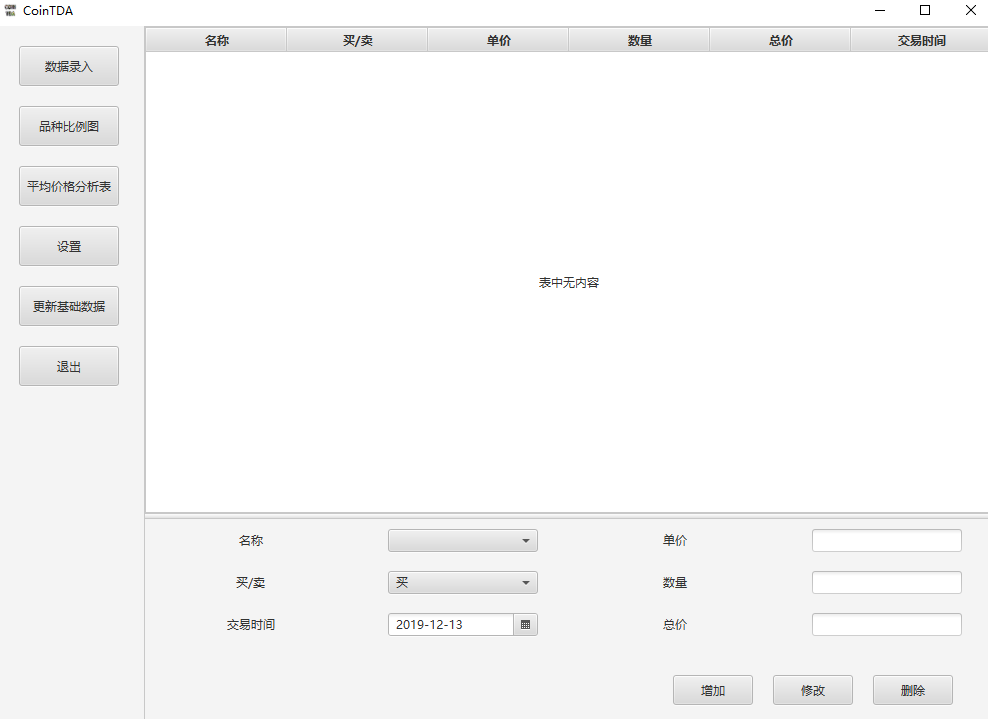 CoinTDA
数据录入
品种比例图
平均价格分析表
设置
更新基础数据
退出
名称 买/卖 单价 数量 总价 交易时间
表中无内容
名称 单价
买/卖 买 数量
交易时间 2019-12-13 总价
增加 修改 删除